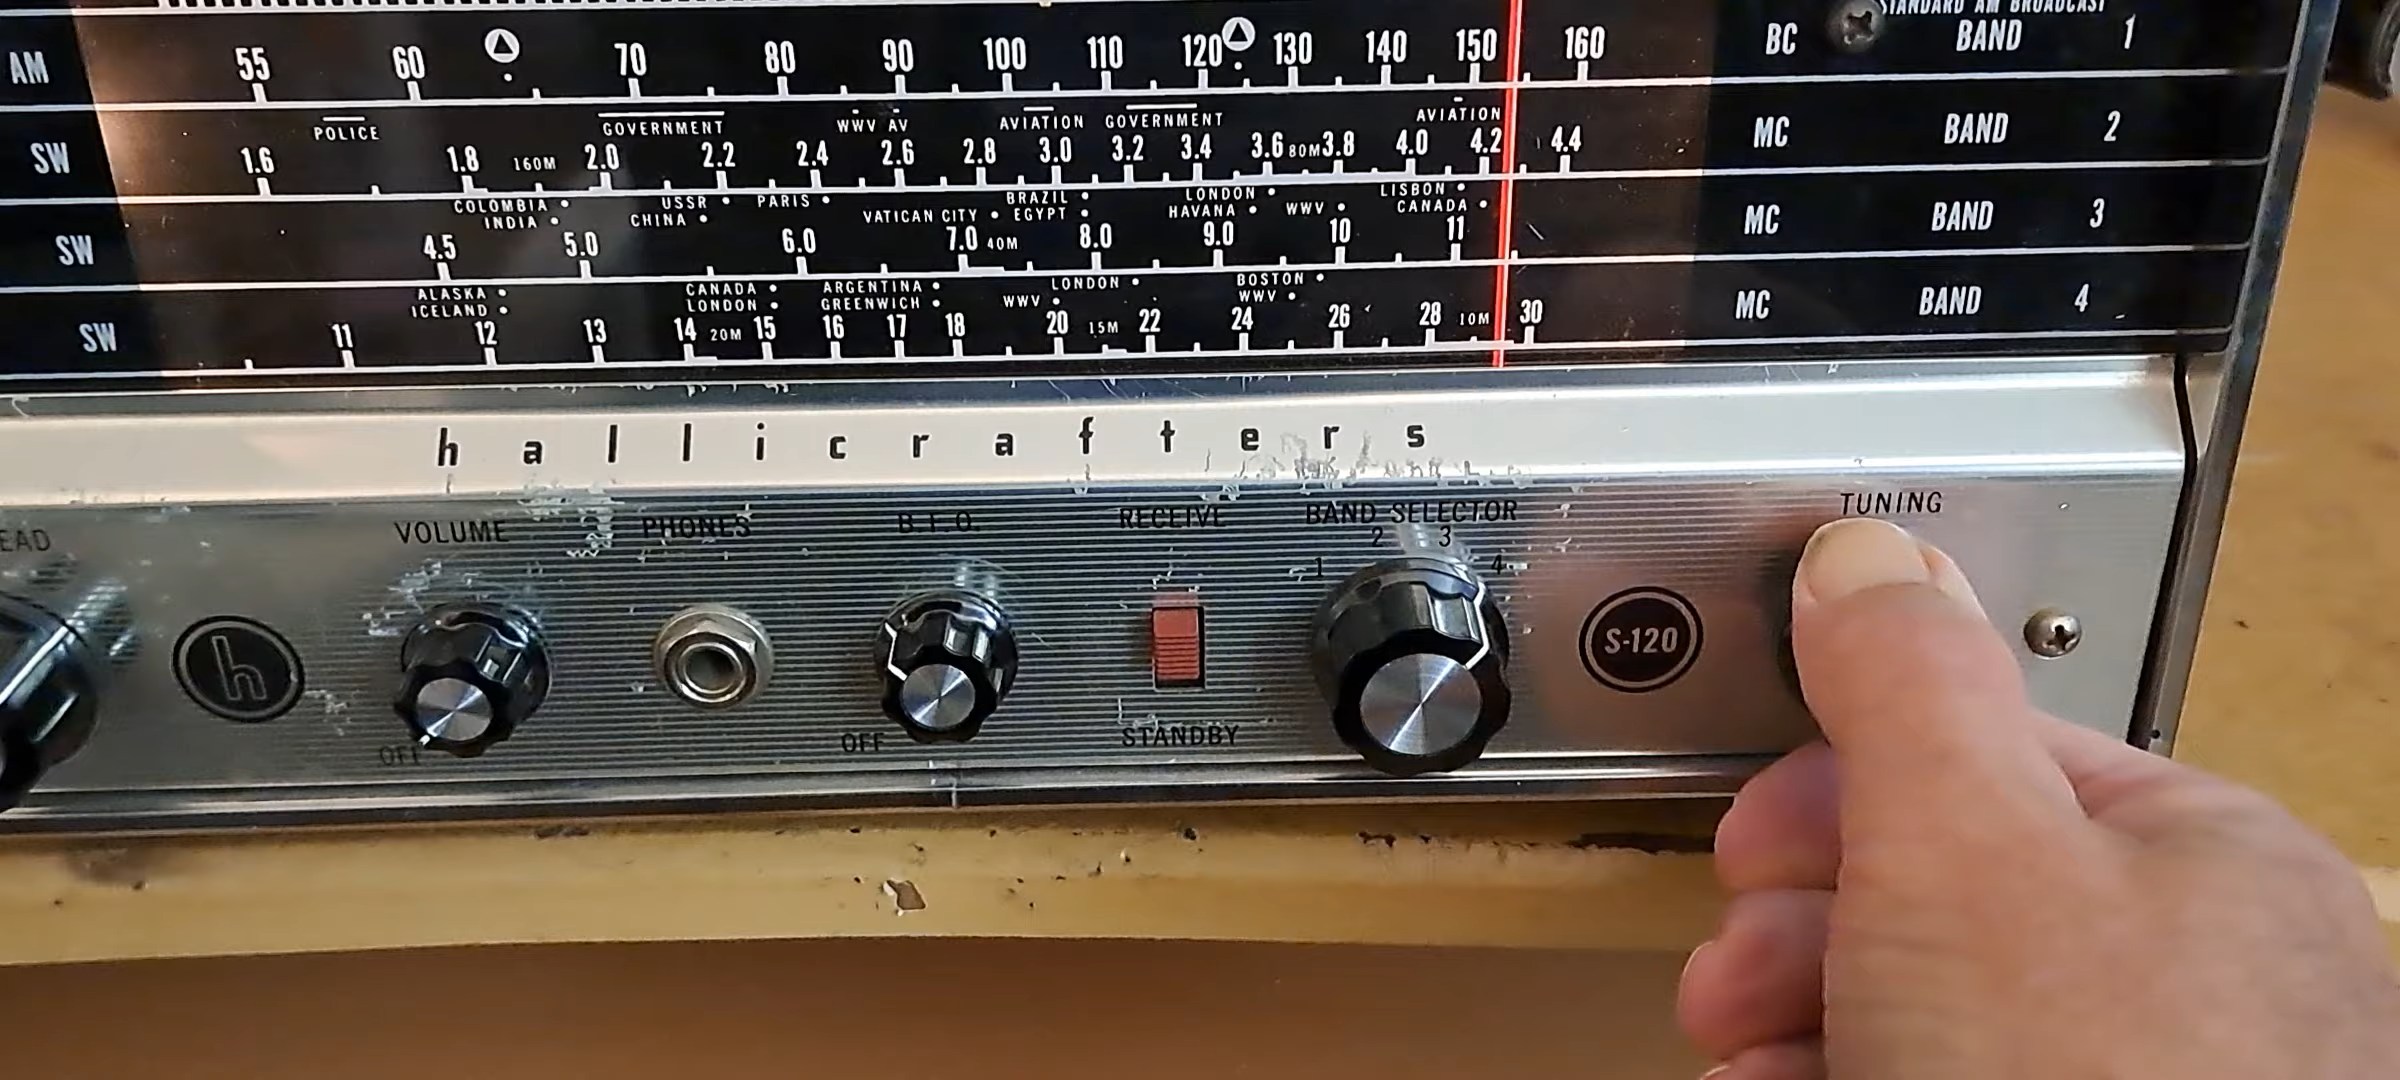 STANDARD AM BROADCAST
AM 55 60 70 80 90 100 110 120 130 140 150 160 BC BAND 1
POLICE GOVERNMENT WWV AV AVIATION GOVERNMENT AVIATION
SW 1.6 1.8 160M 2.0 2.2 2.4 2.6 2.8 3.0 3.2 3.4 3.6 80M 3.8 4.0 4.2 4.4 MC BAND 2
COLOMBIA USSR PARIS BRAZIL LONDON LISBON
INDIA CHINA VATICAN CITY EGYPT HAVANA WWV CANADA
SW 4.5 5.0 6.0 7.0 40M 8.0 9.0 10 11 MC BAND 3
ALASKA CANADA ARGENTINA LONDON BOSTON
ICELAND LONDON GREENWICH WWV WWV
SW 11 12 13 14 20M 15 16 17 18 20 15M 22 24 26 28 10M 30 MC BAND 4
hallicrafters
EAD VOLUME PHONES B.F.O. RECEIVE BAND SELECTOR TUNING
1 2 3 4
h S-120
OFF OFF STANDBY